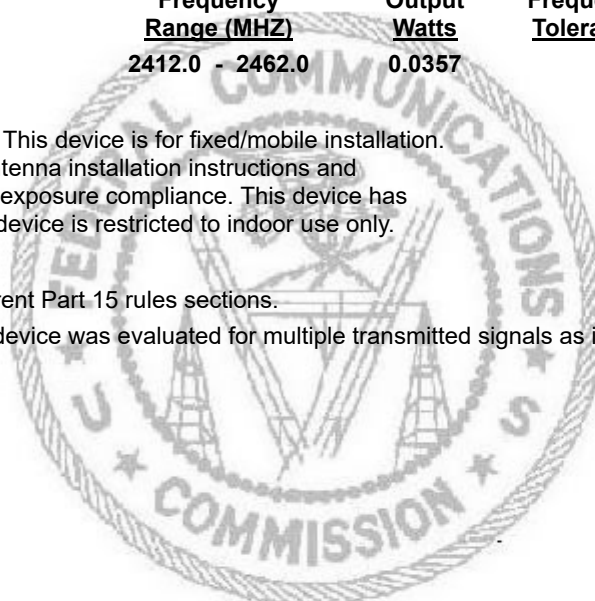 Frequency Output
Range (MHZ) Watts
2412.0 - 2462.0 0.0357
This device is for fixed/mobile installation.
installation instructions and
exposure compliance. This device has
device is restricted to indoor use only.
Part 15 rules sections.
device was evaluated for multiple transmitted signals as
FEDERAL COMMUNICATIONS
COMMISSION
U S
-